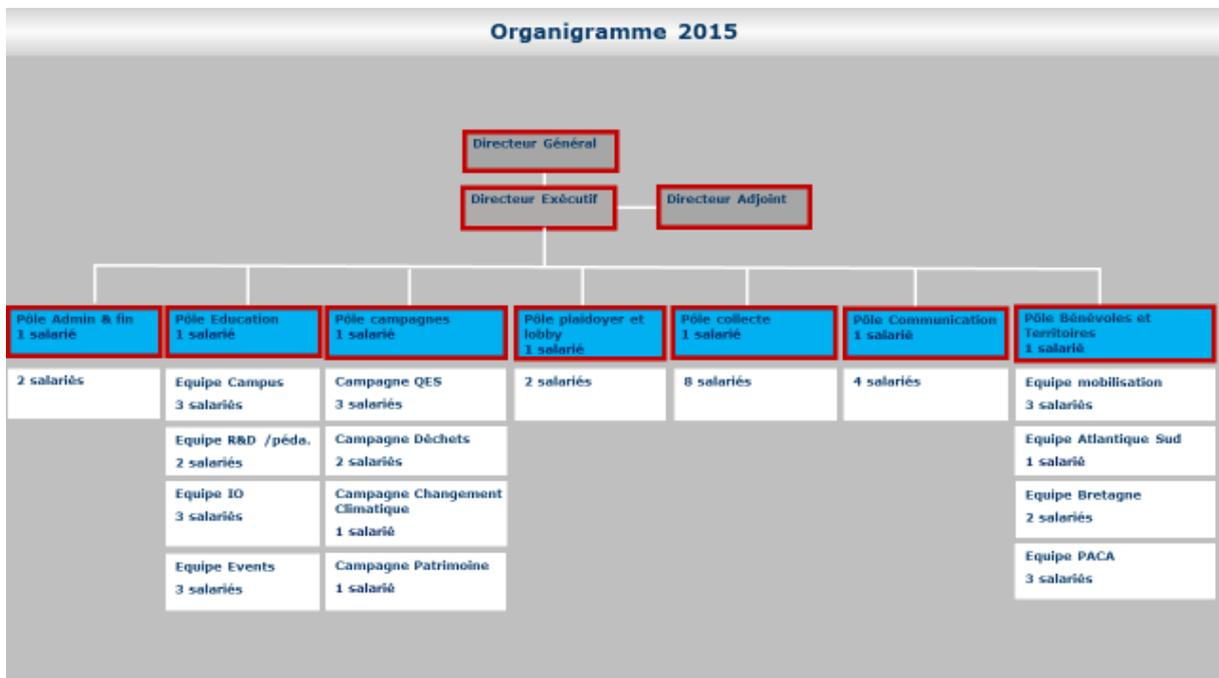 Organigramme 2015
Directeur Général
Directeur Exécutif
Directeur Adjoint
Pôle Admin & fin
1 salarié
2 salariés
Pôle Education
1 salarié
Equipe Campus
3 salariés
Equipe R&D /péda.
2 salariés
Equipe IO
3 salariés
Equipe Events
3 salariés
Pôle campagnes
1 salarié
Campagne QES
3 salariés
Campagne Déchets
2 salariés
Campagne Changement
Climatique
1 salarié
Campagne Patrimoine
1 salarié
Pôle plaidoyer et
lobby
1 salarié
2 salariés
Pôle collecte
1 salarié
8 salariés
Pôle Communication
1 salarié
4 salariés
Pôle Bénévoles et
Territoires
1 salarié
Equipe mobilisation
3 salariés
Equipe Atlantique Sud
1 salarié
Equipe Bretagne
2 salariés
Equipe PACA
3 salariés